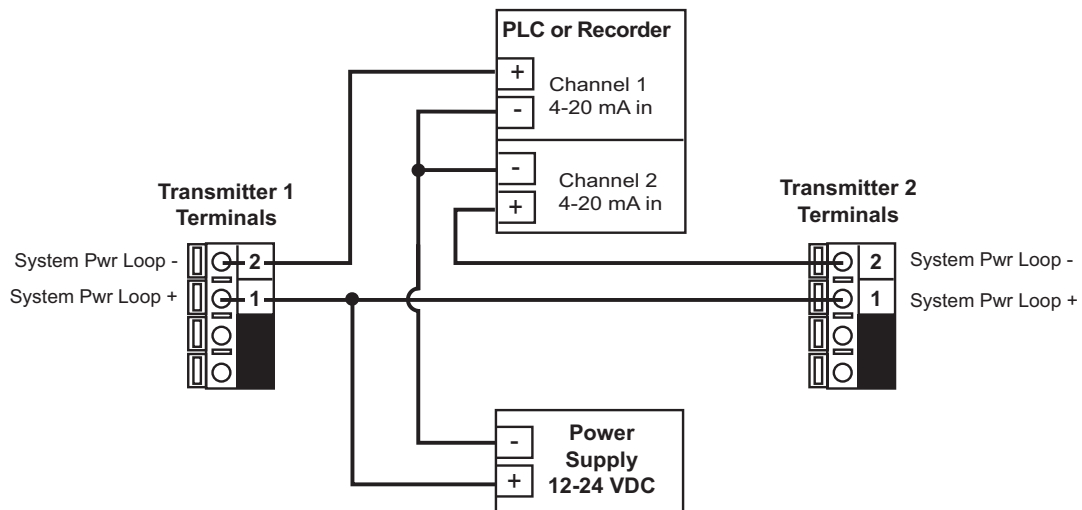 PLC or Recorder
+
Channel 1
4-20 mA in
-
-
Channel 2
4-20 mA in
+
Transmitter 1
Terminals
System Pwr Loop -
2
System Pwr Loop +
1
Transmitter 2
Terminals
2
System Pwr Loop -
1
System Pwr Loop +
-
+
Power
Supply
12-24 VDC